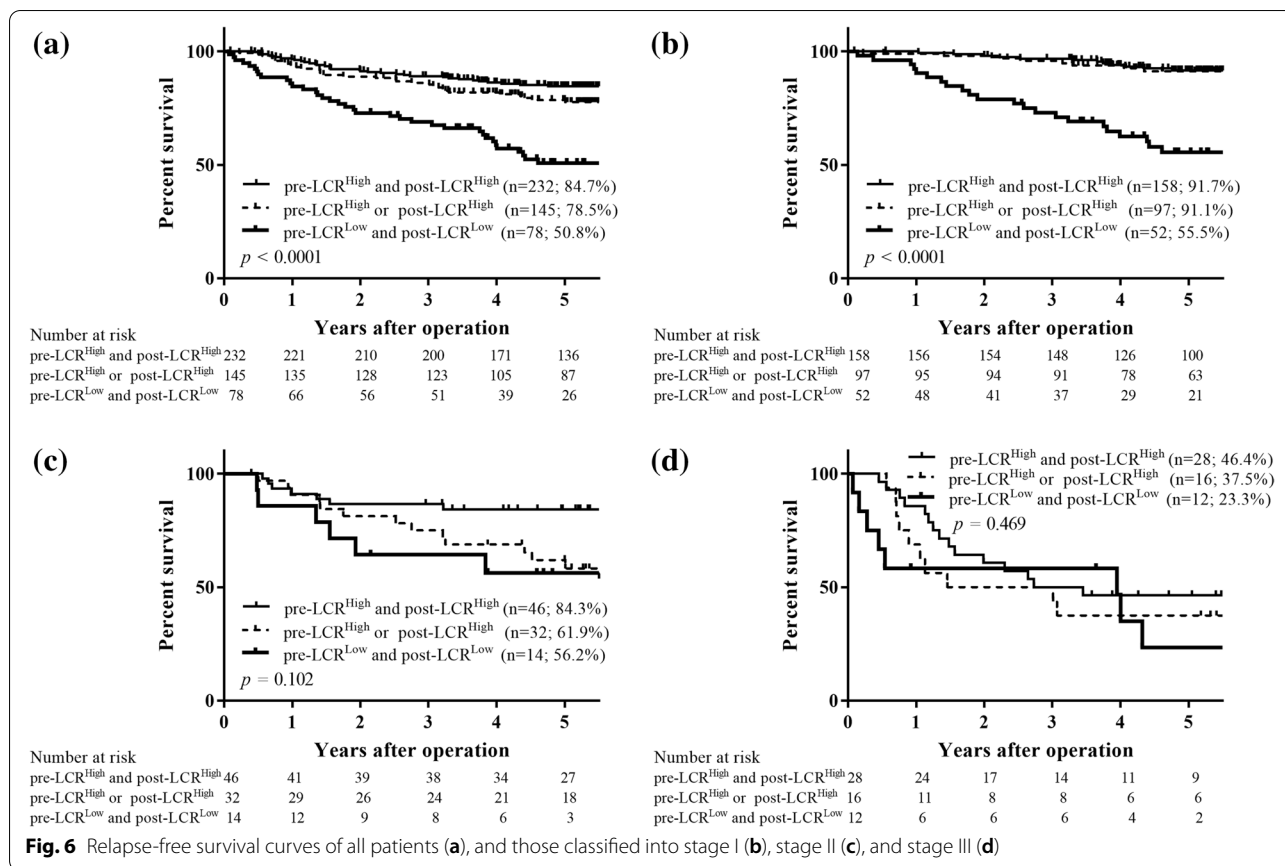 (a)
100
50
0
Percent survival
pre-LCR^High and post-LCR^High (n=232; 84.7%)
pre-LCR^High or post-LCR^High (n=145; 78.5%)
pre-LCR^Low and post-LCR^Low (n=78; 50.8%)
p < 0.0001
0 1 2 3 4 5
Years after operation
Number at risk
pre-LCR^High and post-LCR^High 232 221 210 200 171 136
pre-LCR^High or post-LCR^High 145 135 128 123 105 87
pre-LCR^Low and post-LCR^Low 78 66 56 51 39 26
(b)
100
50
0
Percent survival
pre-LCR^High and post-LCR^High (n=158; 91.7%)
pre-LCR^High or post-LCR^High (n=97; 91.1%)
pre-LCR^Low and post-LCR^Low (n=52; 55.5%)
p < 0.0001
0 1 2 3 4 5
Years after operation
Number at risk
pre-LCR^High and post-LCR^High 158 156 154 148 126 100
pre-LCR^High or post-LCR^High 97 95 94 91 78 63
pre-LCR^Low and post-LCR^Low 52 48 41 37 29 21
(c)
100
50
0
Percent survival
pre-LCR^High and post-LCR^High (n=46; 84.3%)
pre-LCR^High or post-LCR^High (n=32; 61.9%)
pre-LCR^Low and post-LCR^Low (n=14; 56.2%)
p = 0.102
0 1 2 3 4 5
Years after operation
Number at risk
pre-LCR^High and post-LCR^High 46 41 39 38 34 27
pre-LCR^High or post-LCR^High 32 29 26 24 21 18
pre-LCR^Low and post-LCR^Low 14 12 9 8 6 3
(d)
100
50
0
Percent survival
pre-LCR^High and post-LCR^High (n=28; 46.4%)
pre-LCR^High or post-LCR^High (n=16; 37.5%)
pre-LCR^Low and post-LCR^Low (n=12; 23.3%)
p = 0.469
0 1 2 3 4 5
Years after operation
Number at risk
pre-LCR^High and post-LCR^High 28 24 17 14 11 9
pre-LCR^High or post-LCR^High 16 11 8 8 6 6
pre-LCR^Low and post-LCR^Low 12 6 6 6 4 2
Fig. 6 Relapse-free survival curves of all patients (a), and those classified into stage I (b), stage II (c), and stage III (d)